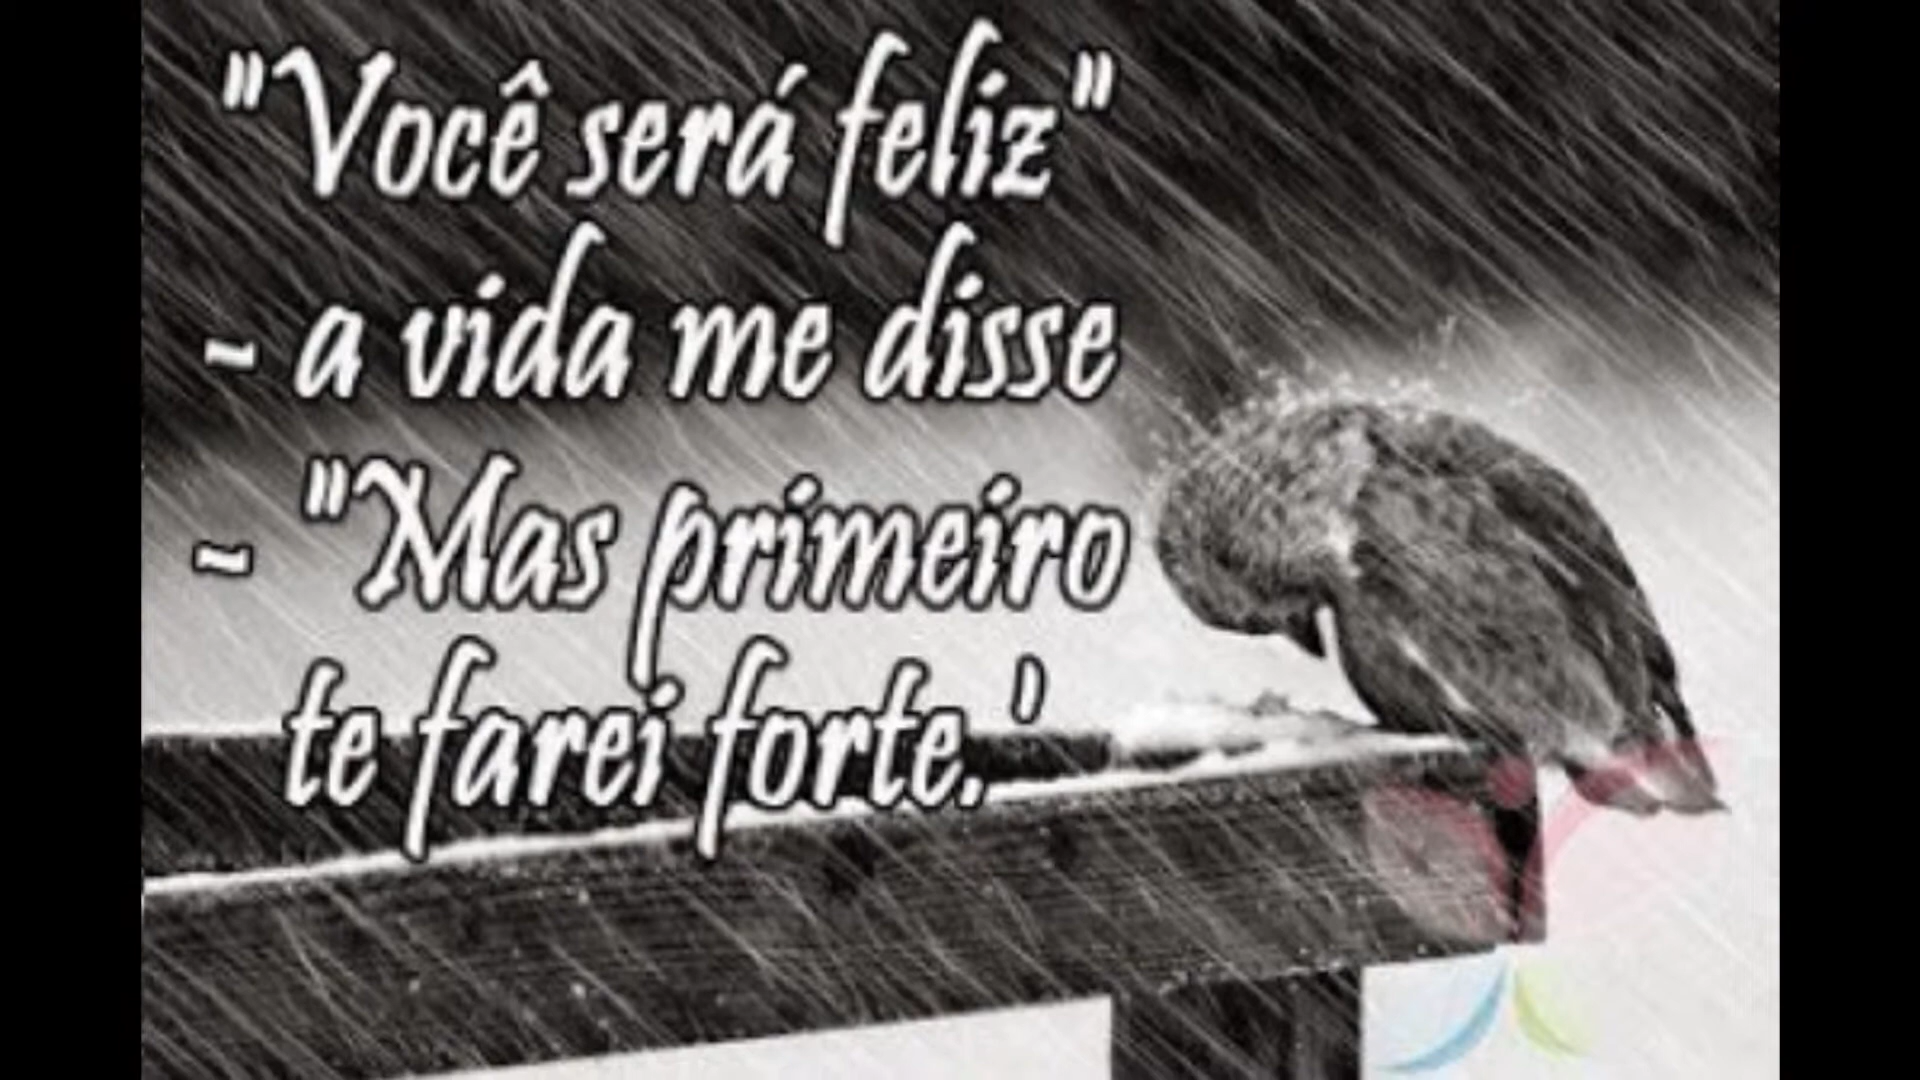 "Você será feliz"
- a vida me disse
- "Mas primeiro
te farei forte.'